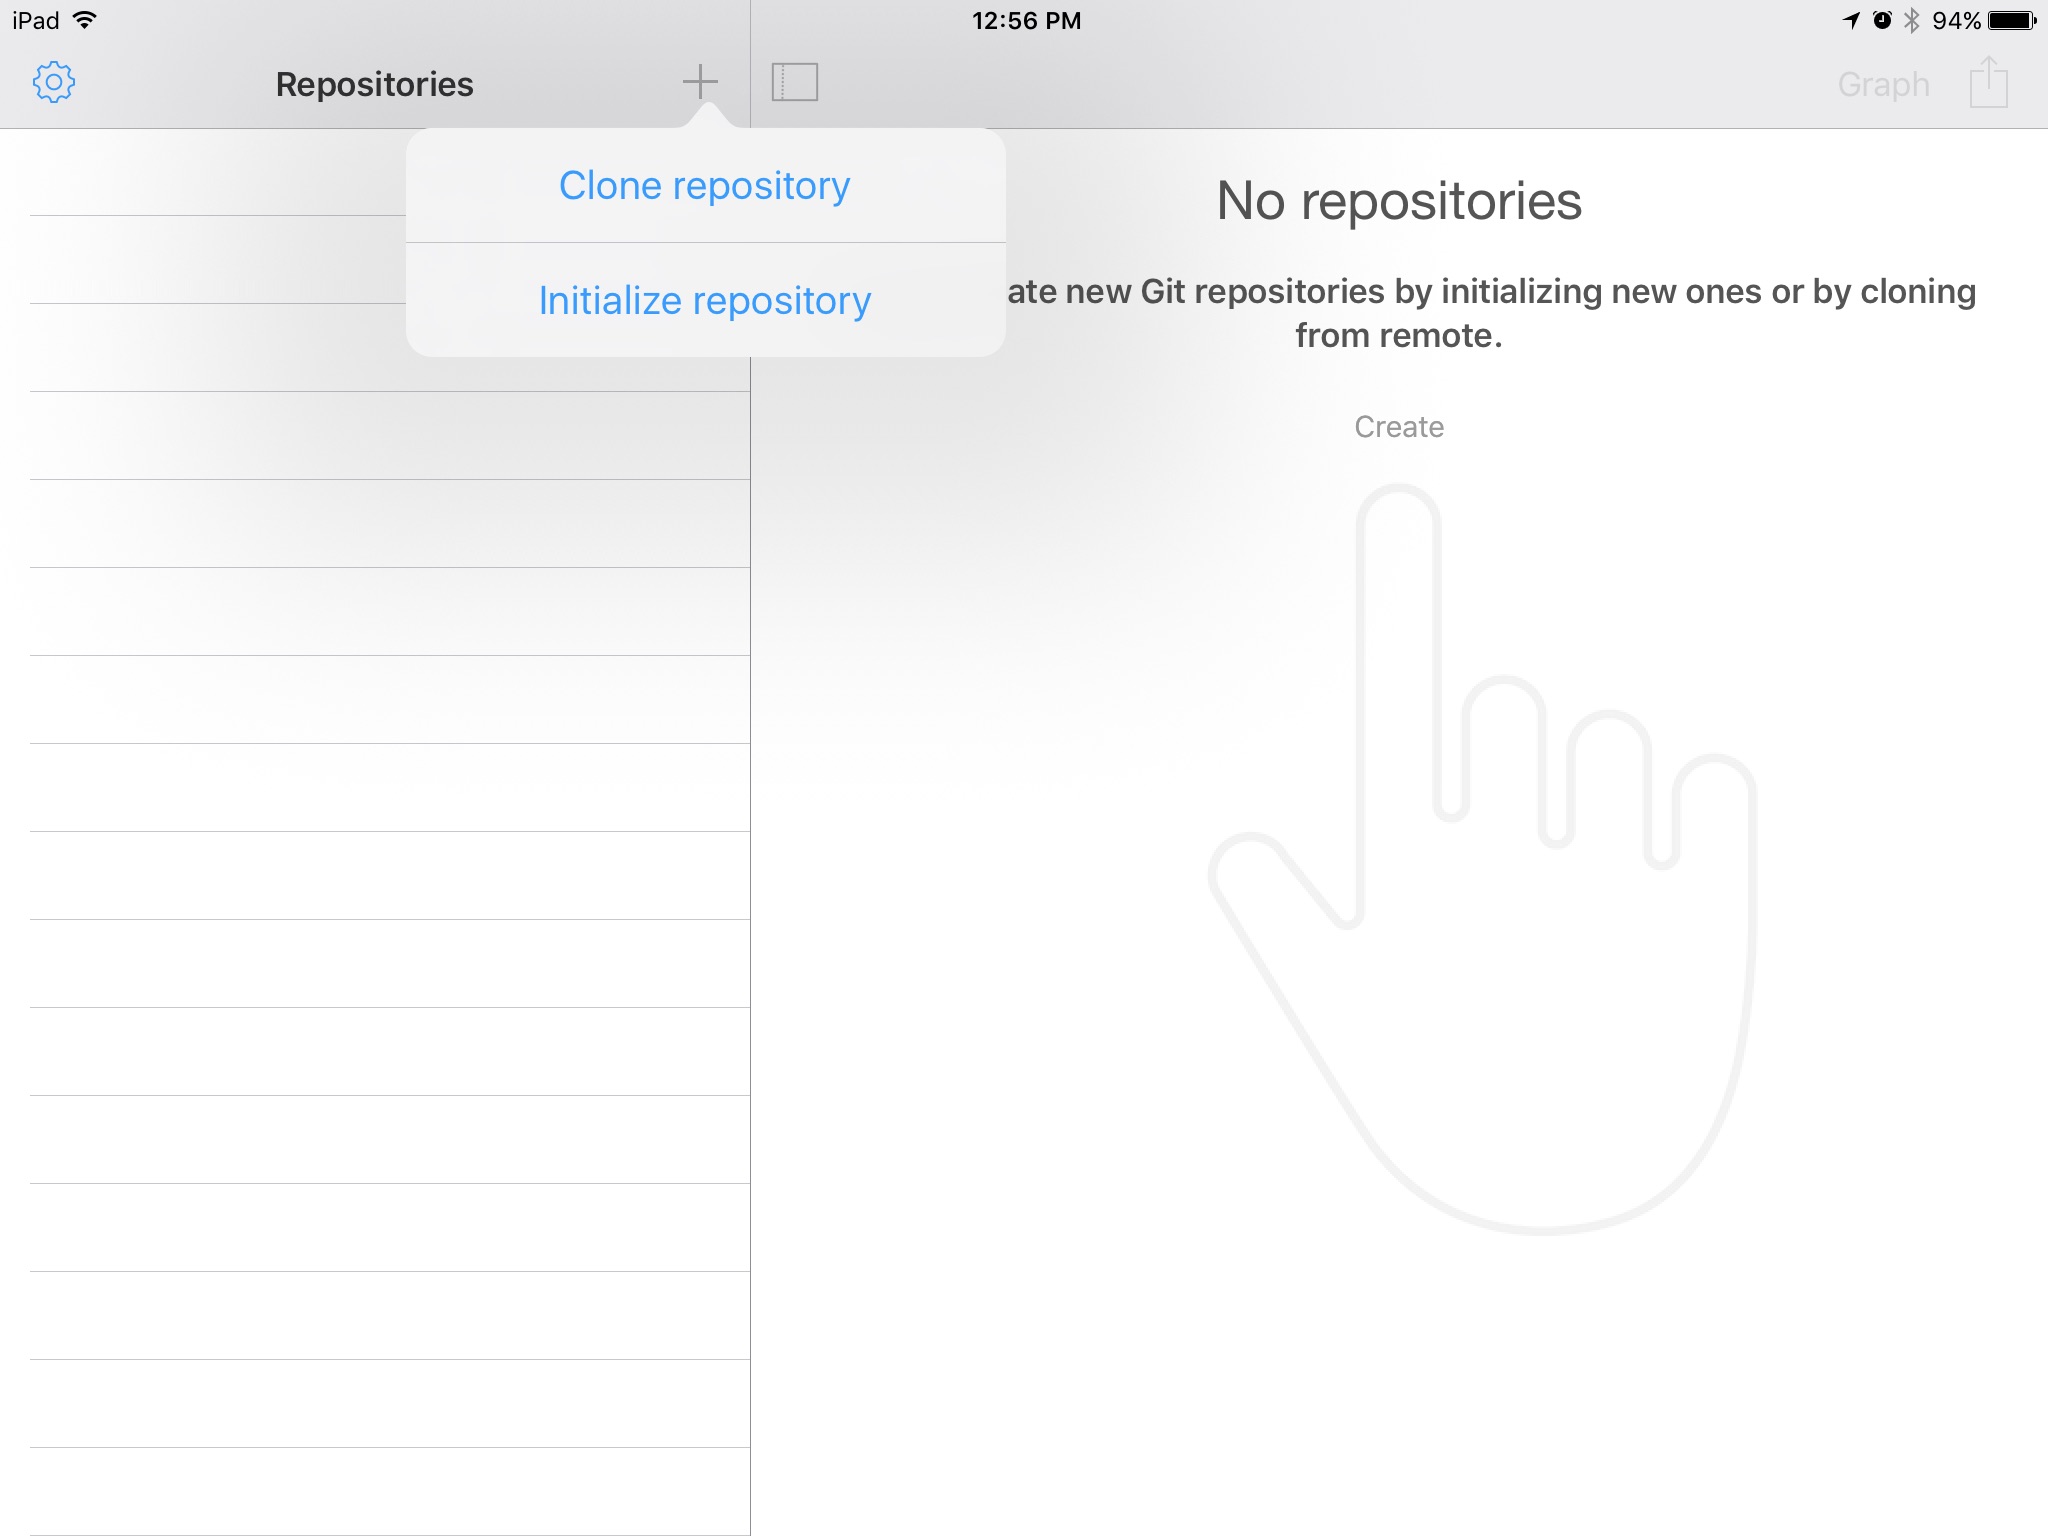 iPad
12:56 PM
94%
Repositories
Graph
Clone repository
Initialize repository
No repositories
ate new Git repositories by initializing new ones or by cloning
from remote.
Create